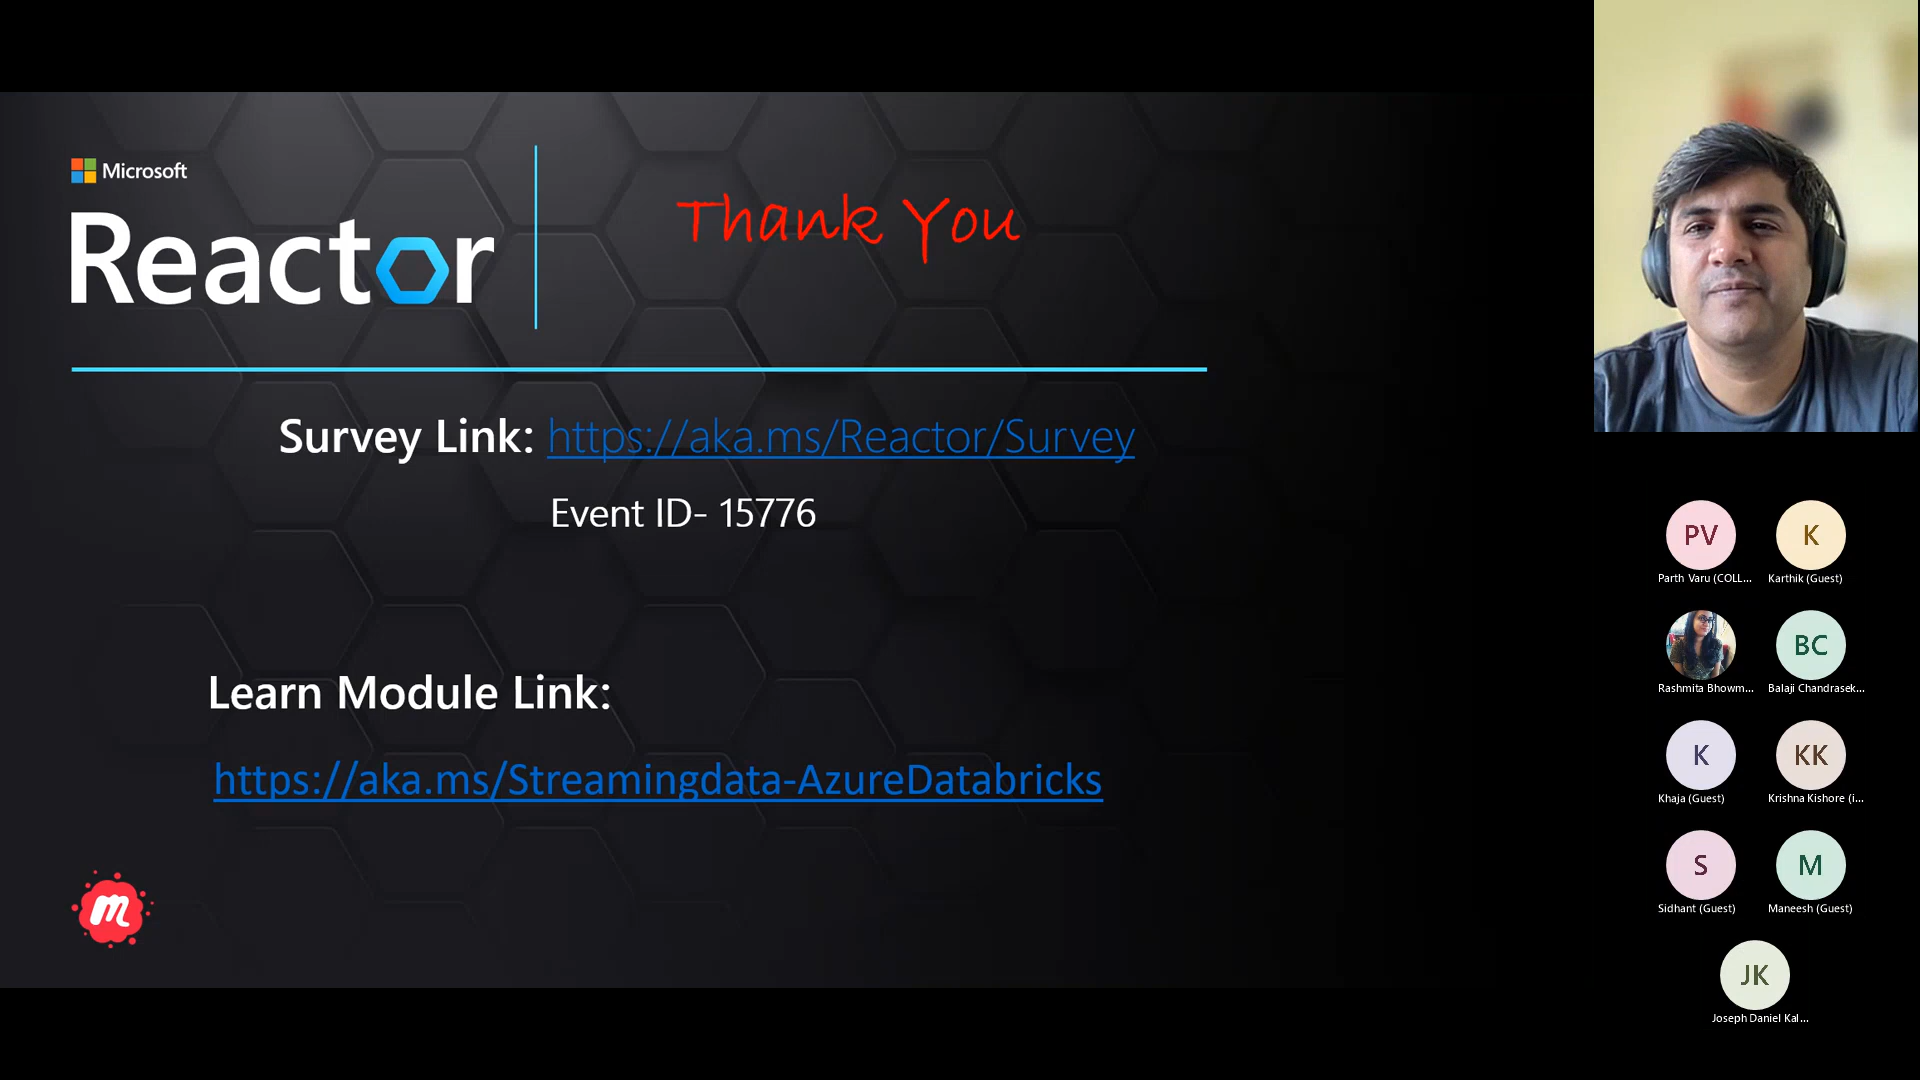 Microsoft
Reactor
Thank You
Survey Link: https://aka.ms/Reactor/Survey
Event ID- 15776
Learn Module Link:
https://aka.ms/Streamingdata-AzureDatabricks
m
PV
K
Parth Varu (COLL...
Karthik (Guest)
BC
Rashmita Bhowm...
Balaji Chandrasek...
K
KK
Khaja (Guest)
Krishna Kishore (i...
S
M
Sidhant (Guest)
Maneesh (Guest)
JK
Joseph Daniel Kal...